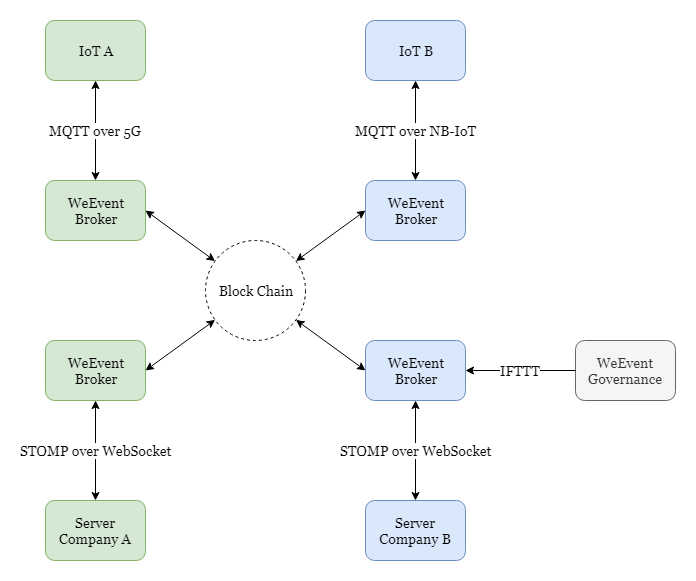 IoT A
IoT B
MQTT over 5G
MQTT over NB-IoT
WeEvent
Broker
WeEvent
Broker
Block Chain
WeEvent
Broker
WeEvent
Broker
IFTTT
WeEvent
Governance
STOMP over WebSocket
STOMP over WebSocket
Server
Company A
Server
Company B